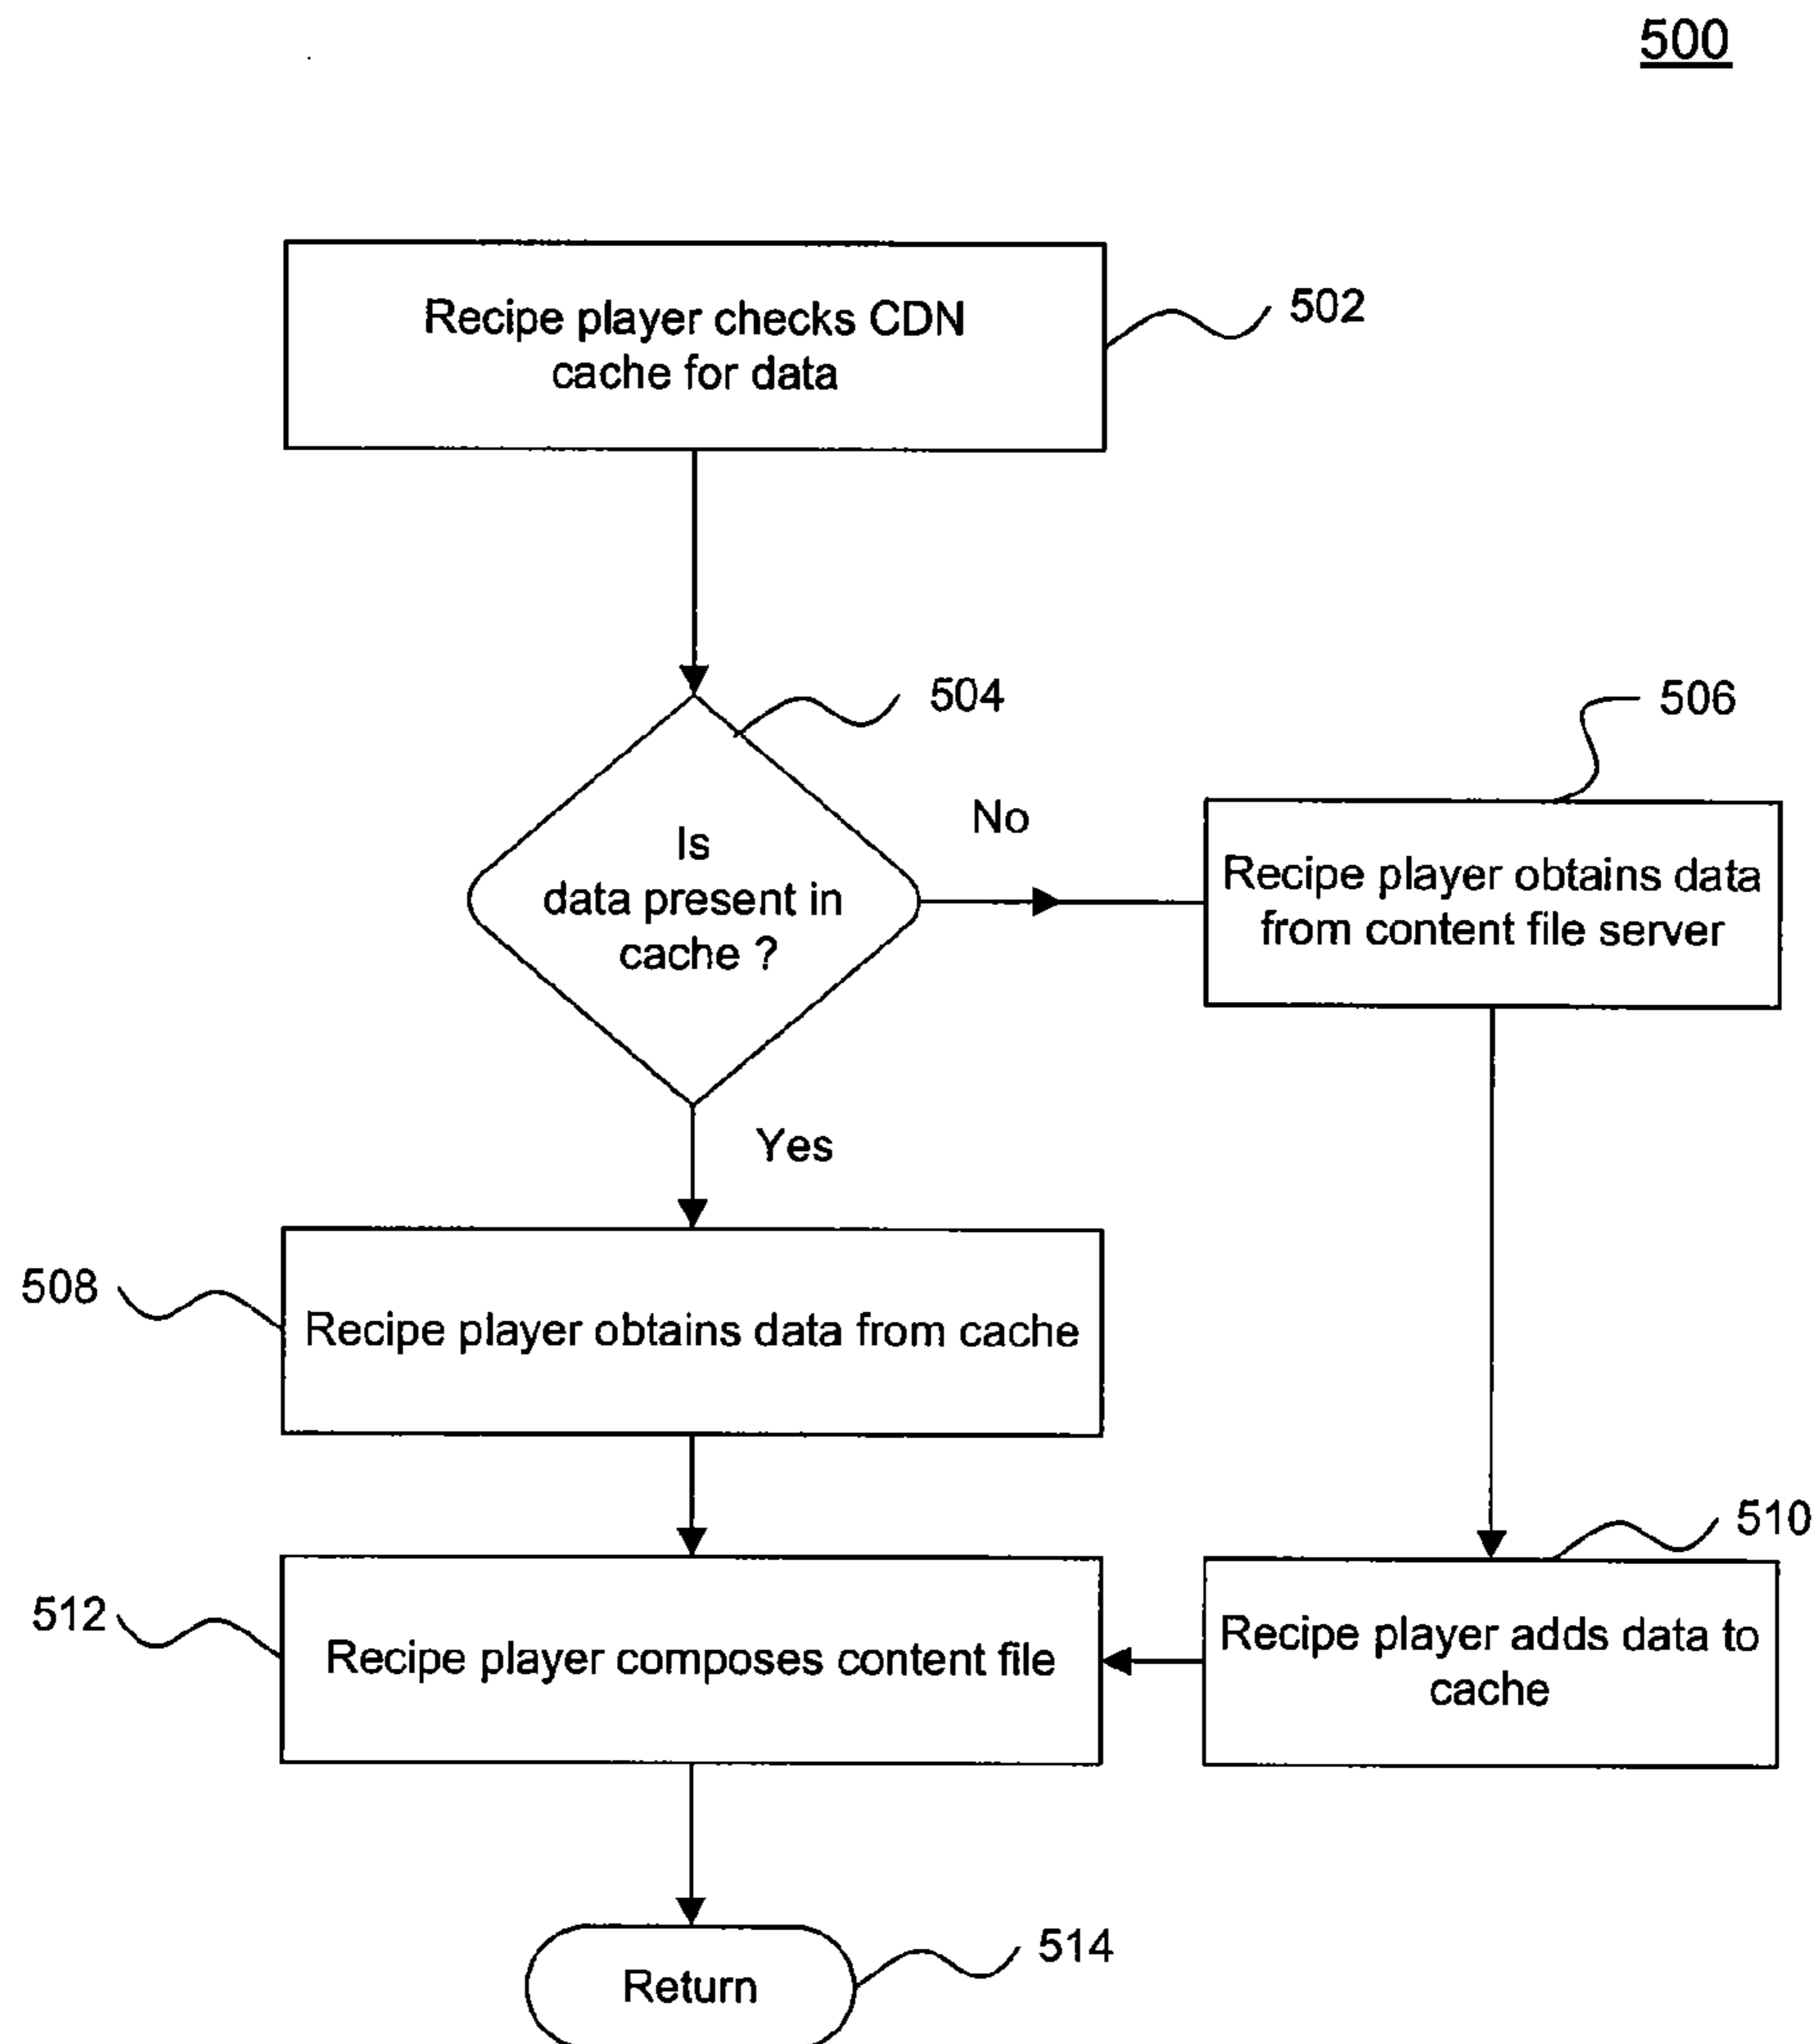 500
Recipe player checks CDN
cache for data
502
504
506
Is
data present in
cache ?
No
Recipe player obtains data
from content file server
Yes
508
Recipe player obtains data from cache
510
512
Recipe player composes content file
Recipe player adds data to
cache
514
Return